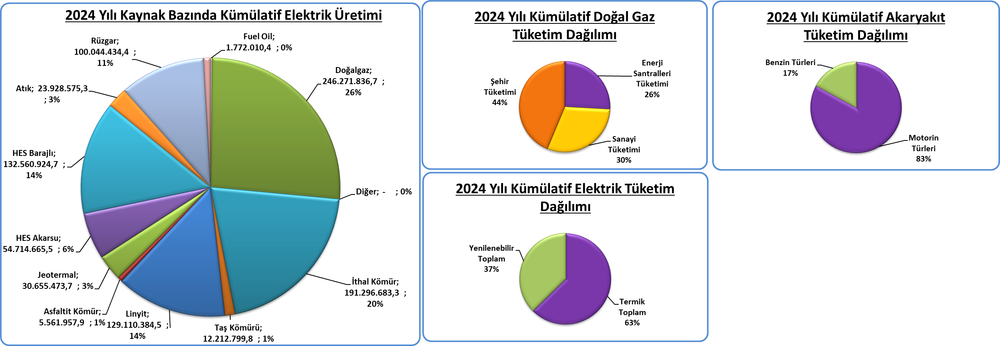 2024 Yılı Kaynak Bazında Kümülatif Elektrik Üretimi
Fuel Oil;
1.772.010,4 ; 0%
Rüzgar;
100.044.434,4 ;
11%
Doğalgaz;
246.271.836,7 ;
26%
Atık; 23.928.575,3
; 3%
HES Barajlı;
132.560.924,7 ;
14%
Diğer; - ; 0%
HES Akarsu;
54.714.665,5 ; 6%
Jeotermal;
30.655.473,7 ; 3%
İthal Kömür;
191.296.683,3 ;
20%
Asfaltit Kömür;
5.561.957,9 ; 1%
Linyit;
129.110.384,5 ;
14%
Taş Kömürü;
12.212.799,8 ; 1%
2024 Yılı Kümülatif Doğal Gaz
Tüketim Dağılımı
Enerji
Santralleri
Tüketimi
26%
Şehir
Tüketimi
44%
Sanayi
Tüketimi
30%
2024 Yılı Kümülatif Akaryakıt
Tüketim Dağılımı
Benzin Türleri
17%
Motorin
Türleri
83%
2024 Yılı Kümülatif Elektrik Tüketim
Dağılımı
Yenilenebilir
Toplam
37%
Termik
Toplam
63%